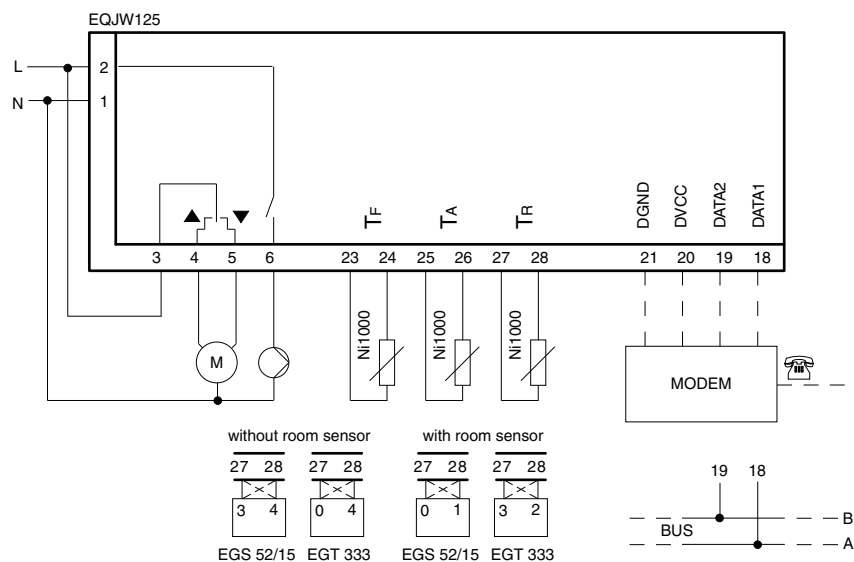 EQJW125
L
2
N
1
TF
TA
TR
DGND
DVCC
DATA2
DATA1
3 4 5 6 23 24 25 26 27 28 21 20 19 18
Ni1000
Ni1000
Ni1000
M
MODEM
without room sensor
with room sensor
27 28 27 28 27 28 27 28
19 18
3 4 0 4 0 1 3 2
BUS
B
A
EGS 52/15 EGT 333 EGS 52/15 EGT 333